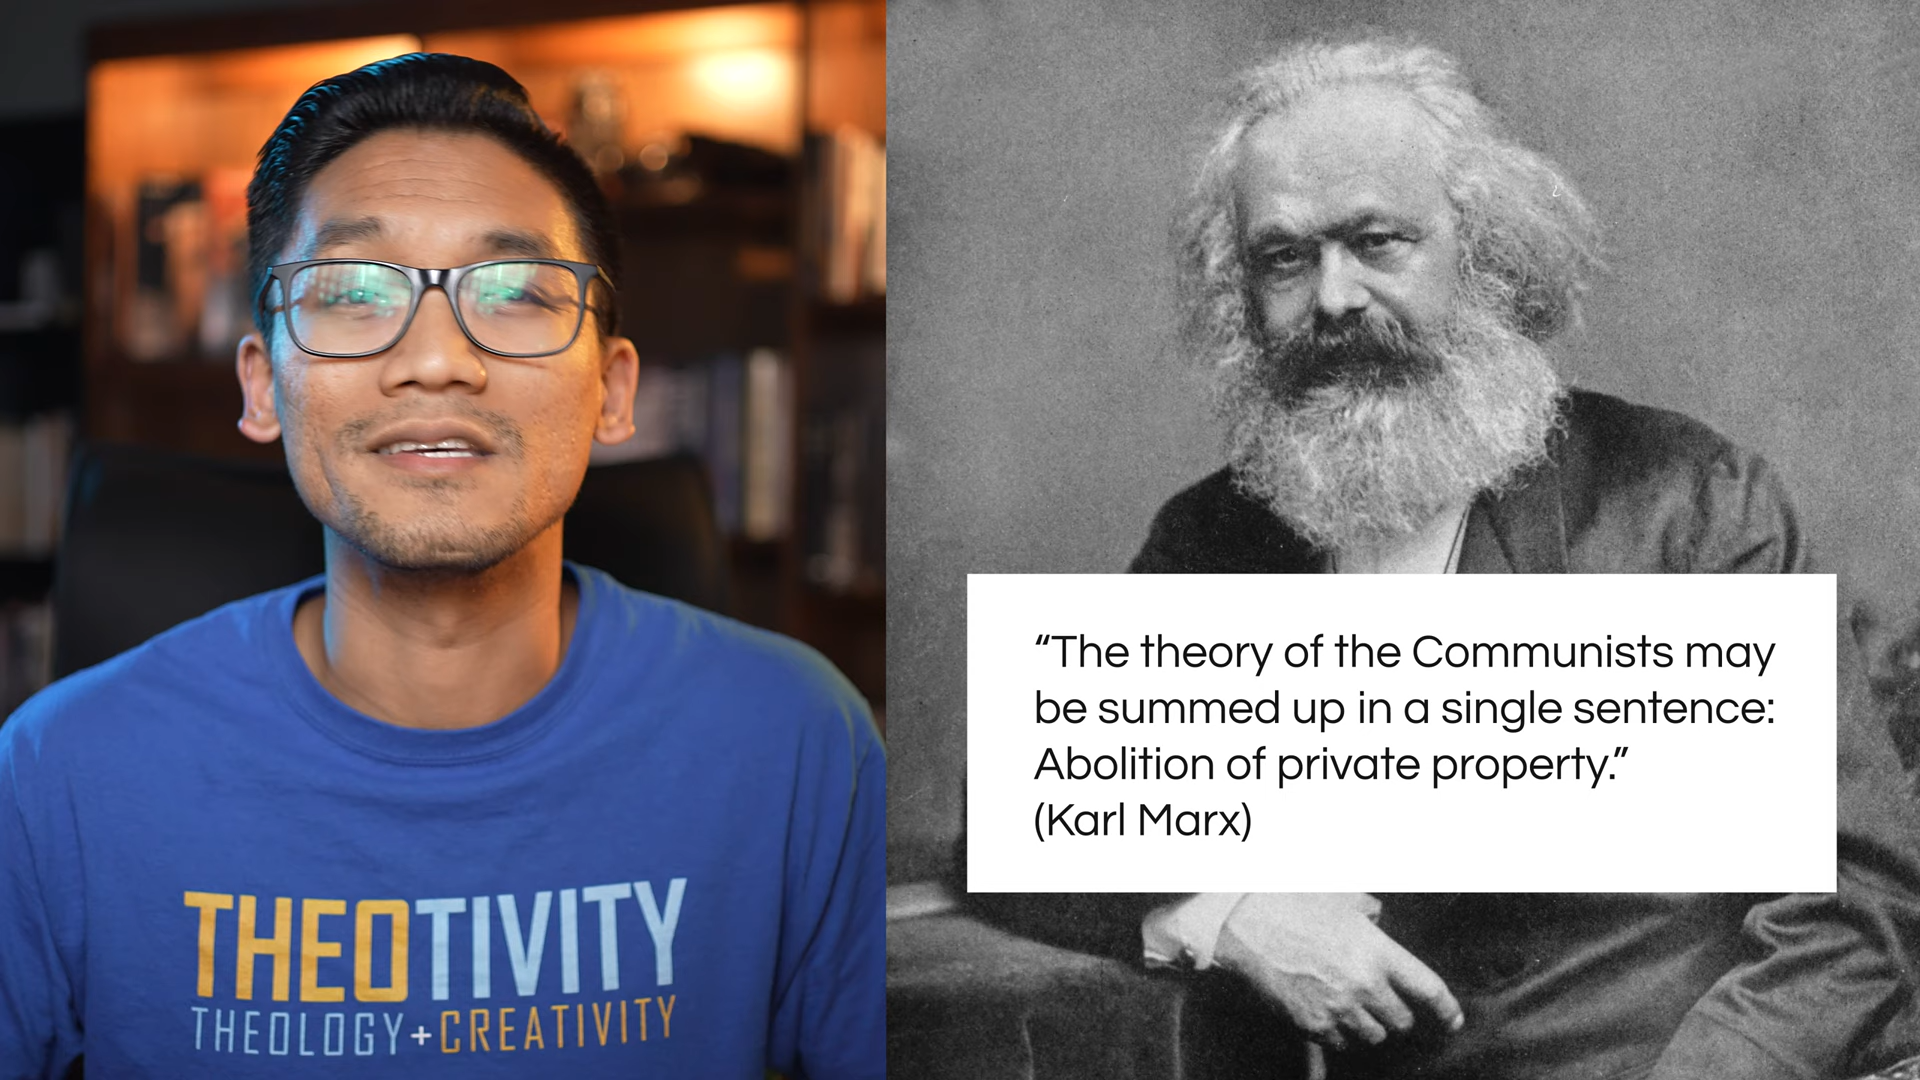 THEOTIVITY
THEOLOGY+CREATIVITY
“The theory of the Communists may
be summed up in a single sentence:
Abolition of private property.”
(Karl Marx)